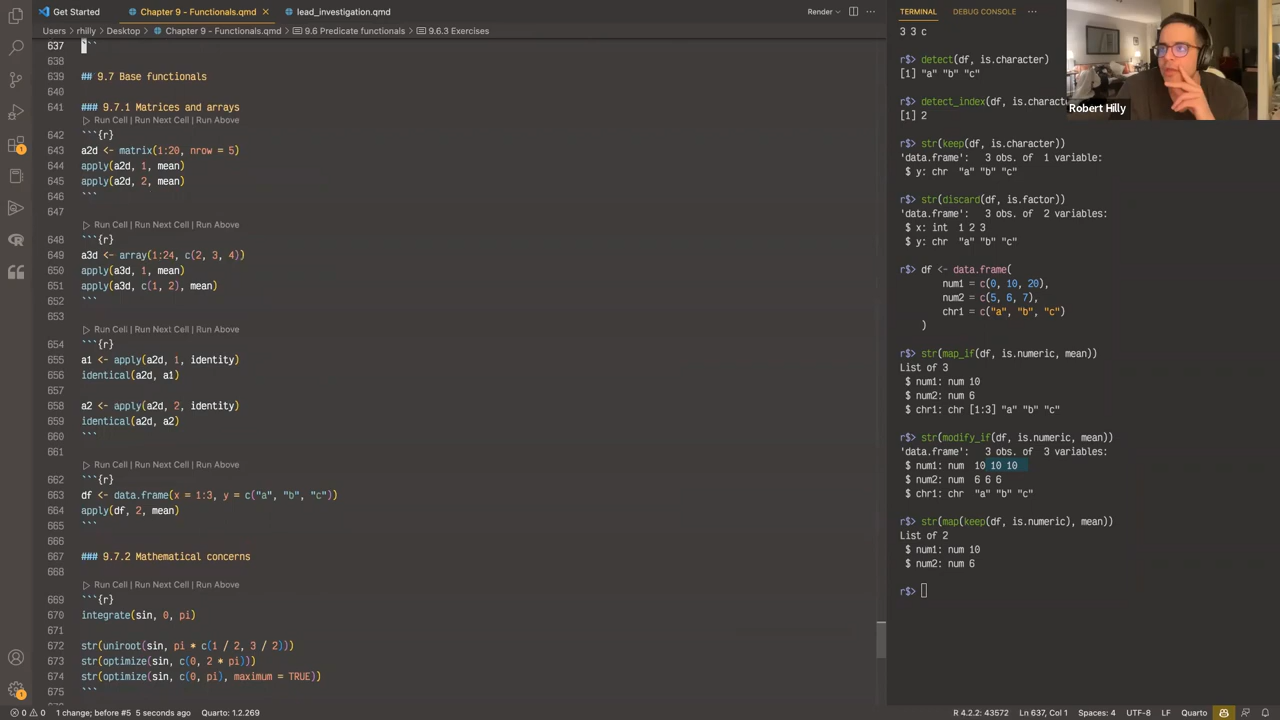 Get Started
Chapter 9 - Functionals.qmd
lead_investigation.qmd
Render
Users > rhilly > Desktop > Chapter 9 - Functionals.qmd > 9.6 Predicate functionals > 9.6.3 Exercises
637 ```
638
639 ## 9.7 Base functionals
640
641 ### 9.7.1 Matrices and arrays
Run Cell | Run Next Cell | Run Above
642 ```{r}
643 a2d <- matrix(1:20, nrow = 5)
644 apply(a2d, 1, mean)
645 apply(a2d, 2, mean)
646 ```
647
Run Cell | Run Next Cell | Run Above
648 ```{r}
649 a3d <- array(1:24, c(2, 3, 4))
650 apply(a3d, 1, mean)
651 apply(a3d, c(1, 2), mean)
652 ```
653
Run Cell | Run Next Cell | Run Above
654 ```{r}
655 a1 <- apply(a2d, 1, identity)
656 identical(a2d, a1)
657
658 a2 <- apply(a2d, 2, identity)
659 identical(a2d, a2)
660 ```
661
Run Cell | Run Next Cell | Run Above
662 ```{r}
663 df <- data.frame(x = 1:3, y = c("a", "b", "c"))
664 apply(df, 2, mean)
665 ```
666
667 ### 9.7.2 Mathematical concerns
668
Run Cell | Run Next Cell | Run Above
669 ```{r}
670 integrate(sin, 0, pi)
671
672 str(uniroot(sin, pi * c(1 / 2, 3 / 2)))
673 str(optimize(sin, c(0, 2 * pi)))
674 str(optimize(sin, c(0, pi), maximum = TRUE))
675 ```
TERMINAL
DEBUG CONSOLE
3 3 c
r$> detect(df, is.character)
[1] "a" "b" "c"
r$> detect_index(df, is.charact
[1] 2
r$> str(keep(df, is.character))
'data.frame': 3 obs. of 1 variable:
$ y: chr "a" "b" "c"
r$> str(discard(df, is.factor))
'data.frame': 3 obs. of 2 variables:
$ x: int 1 2 3
$ y: chr "a" "b" "c"
r$> df <- data.frame(
num1 = c(0, 10, 20),
num2 = c(5, 6, 7),
chr1 = c("a", "b", "c")
)
r$> str(map_if(df, is.numeric, mean))
List of 3
$ num1: num 10
$ num2: num 6
$ chr1: chr [1:3] "a" "b" "c"
r$> str(modify_if(df, is.numeric, mean))
'data.frame': 3 obs. of 3 variables:
$ num1: num 10 10 10
$ num2: num 6 6 6
$ chr1: chr "a" "b" "c"
r$> str(map(keep(df, is.numeric), mean))
List of 2
$ num1: num 10
$ num2: num 6
r$>
Robert Hilly
0 0 1 change; before #5 5 seconds ago Quarto: 1.2.269
R 4.2.2: 43572 Ln 637, Col 1 Spaces: 4 UTF-8 LF Quarto